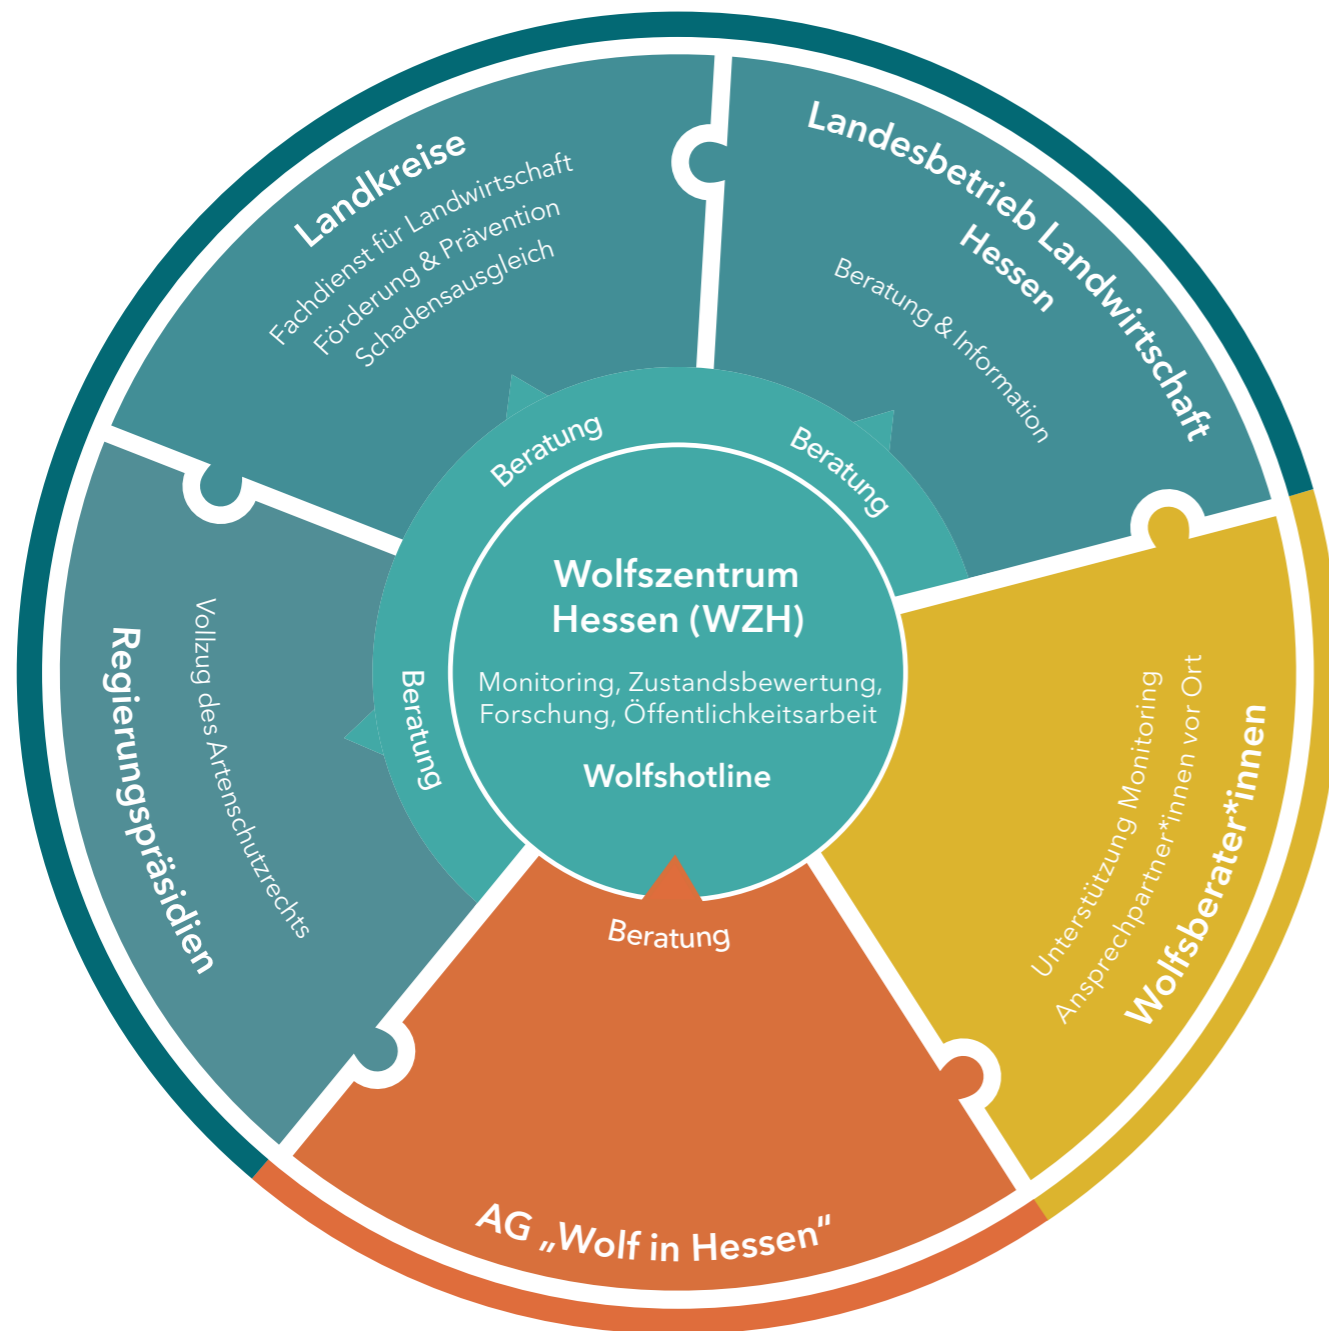 Landkreise
Fachdienst für Landwirtschaft
Förderung & Prävention
Schadensausgleich
Landesbetrieb Landwirtschaft
Hessen
Beratung & Information
Beratung
Beratung
Beratung
Wolfszentrum
Hessen (WZH)
Monitoring, Zustandsbewertung,
Forschung, Öffentlichkeitsarbeit
Wolfshotline
Regierungspräsidien
Vollzug des Artenschutzrechts
Unterstützung Monitoring
Ansprechpartner*innen vor Ort
Wolfsberater*innen
Beratung
AG „Wolf in Hessen“